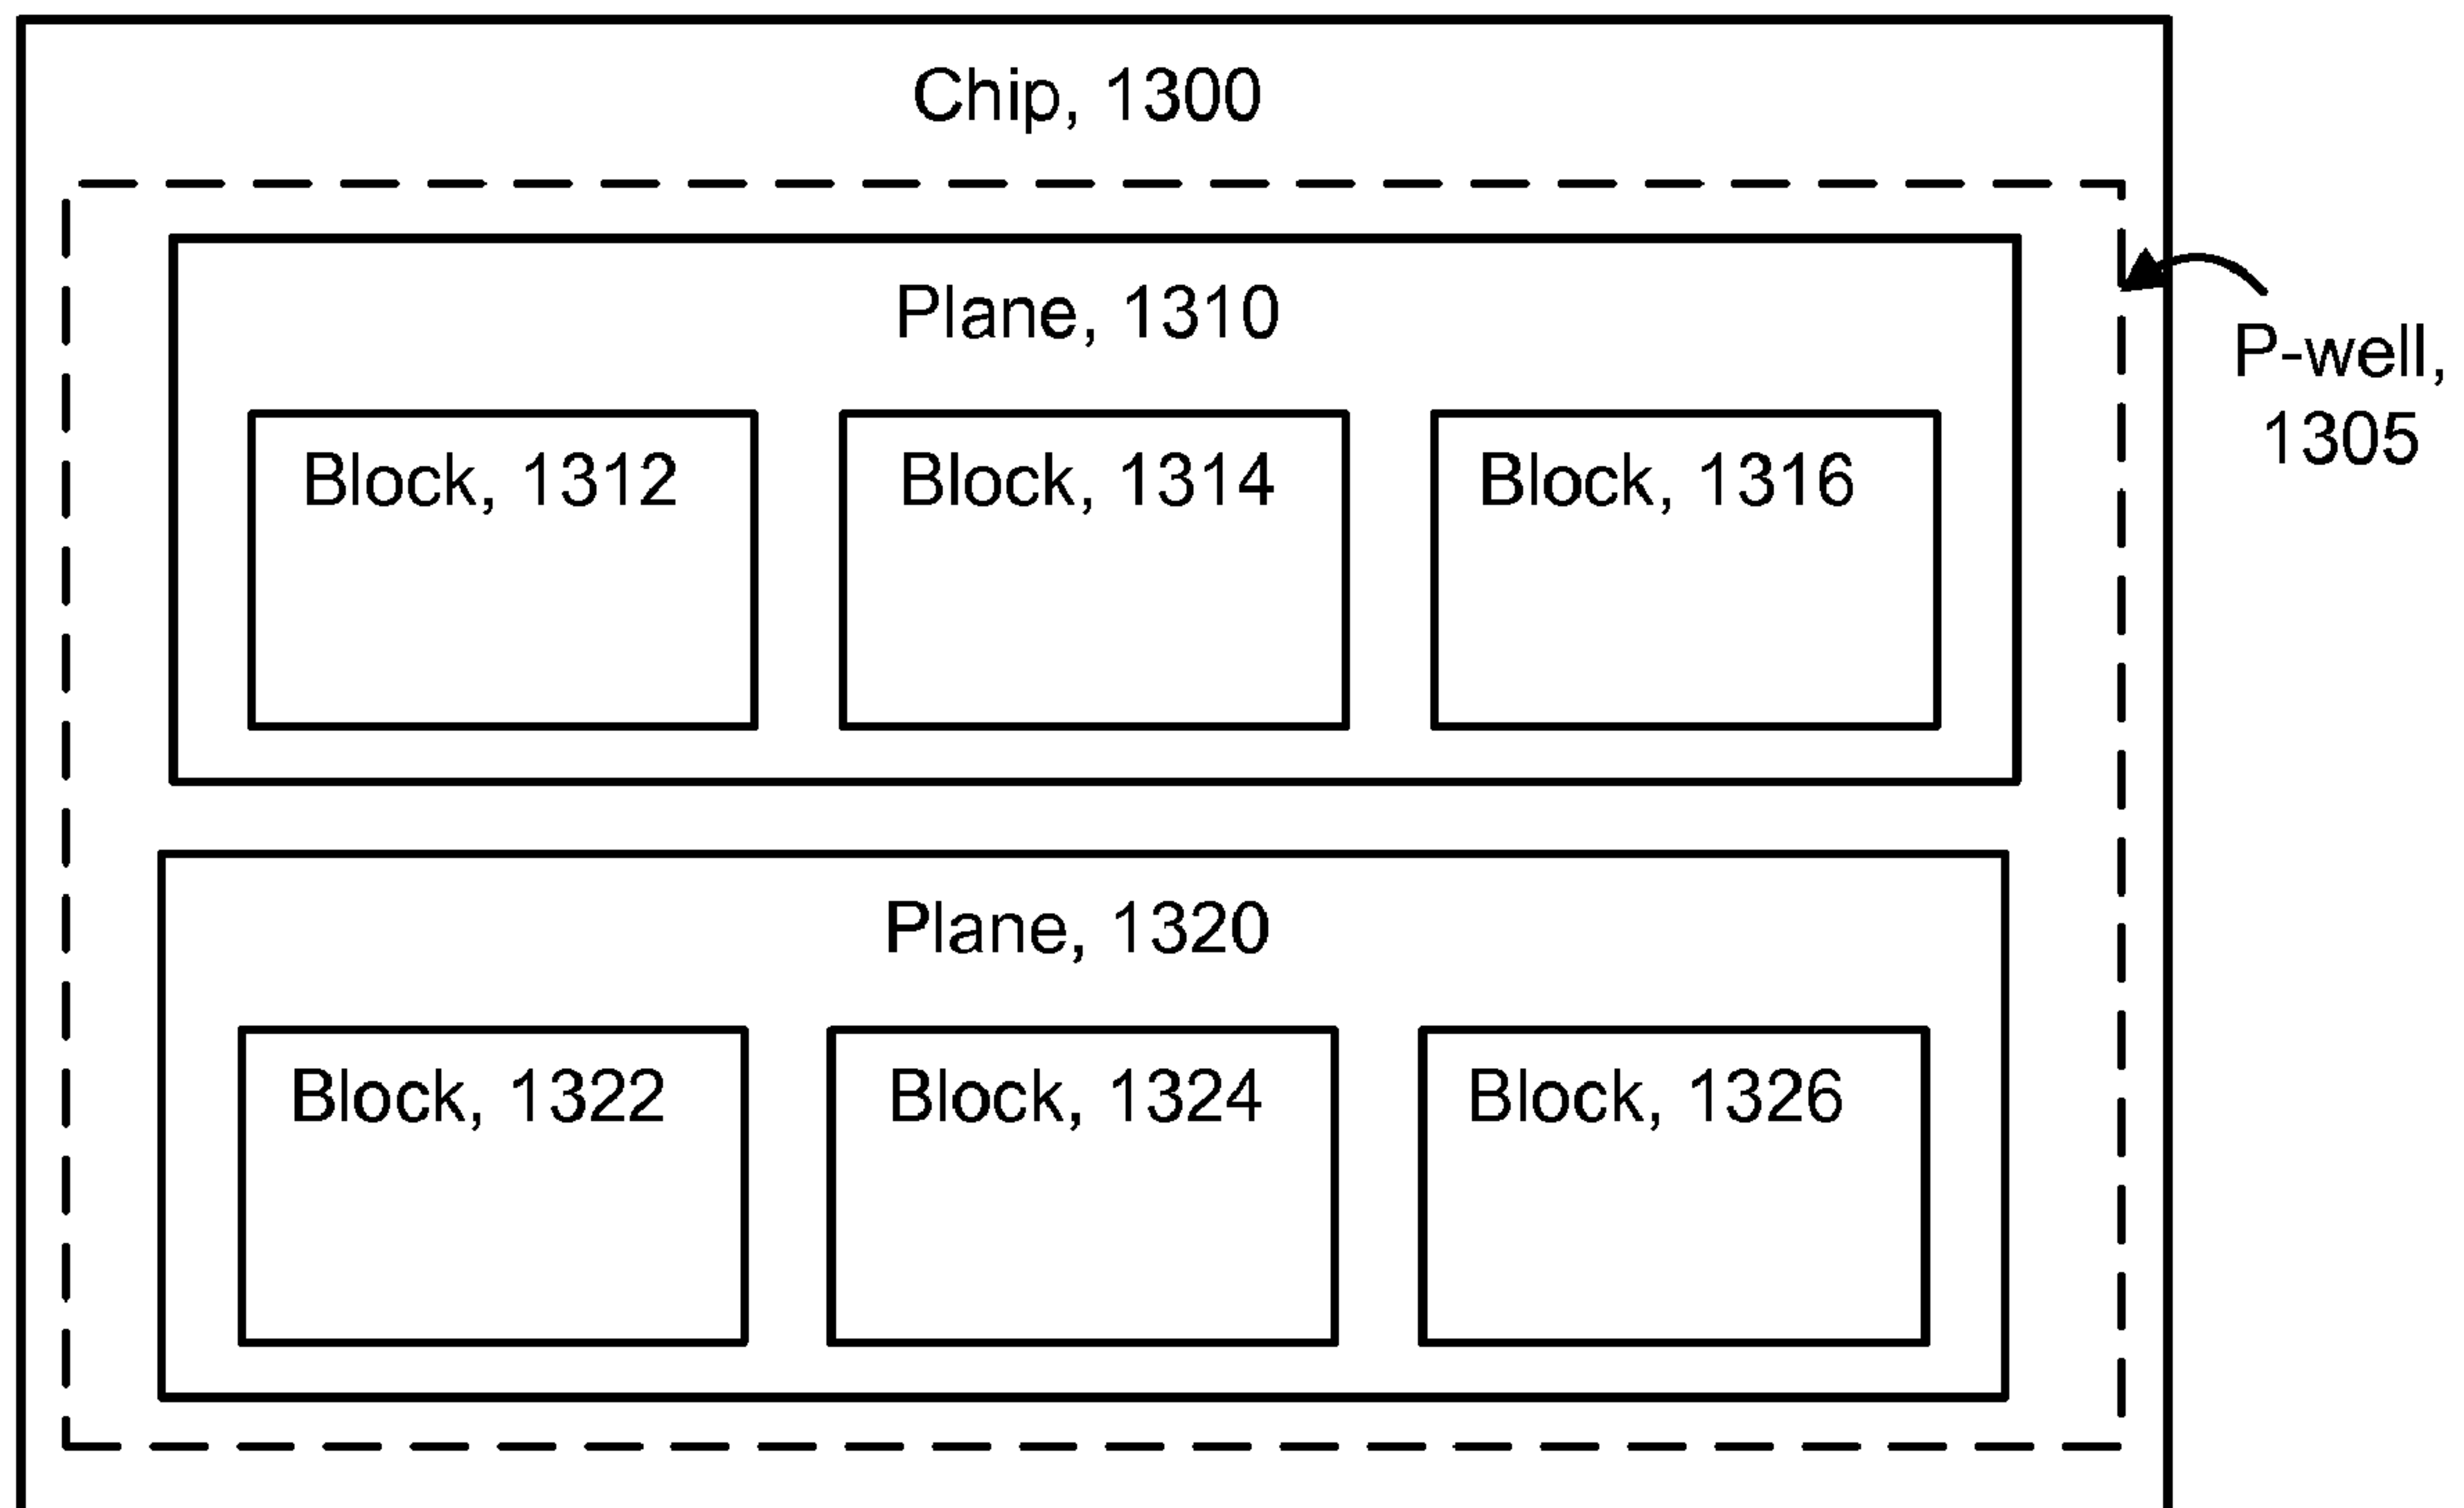 Chip, 1300
Plane, 1310
P-well,
1305
Block, 1312
Block, 1314
Block, 1316
Plane, 1320
Block, 1322
Block, 1324
Block, 1326